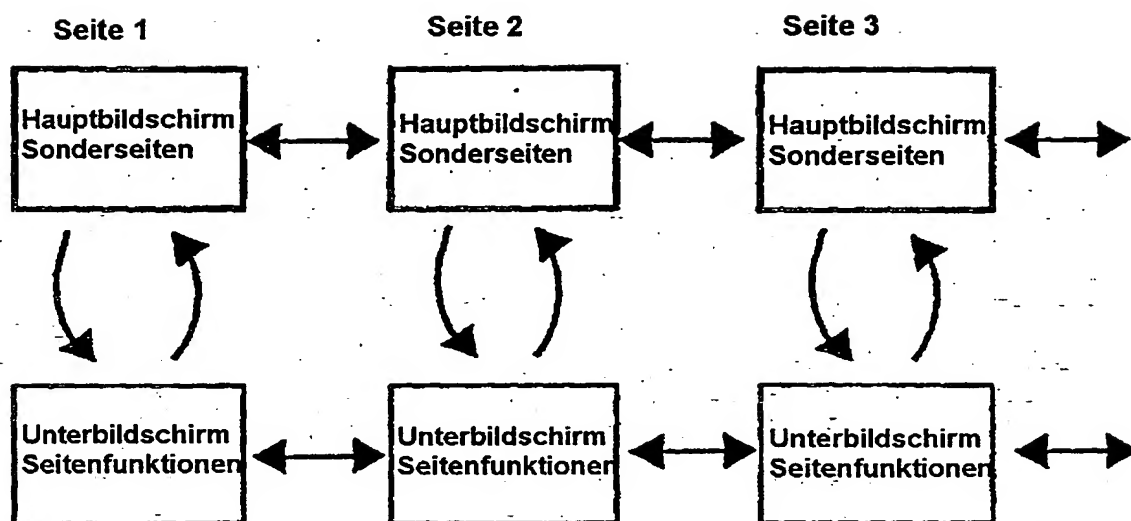 Seite 1
Seite 2
Seite 3
Hauptbildschirm
Sonderseiten
Hauptbildschirm
Sonderseiten
Hauptbildschirm
Sonderseiten
Unterbildschirm
Seitenfunktionen
Unterbildschirm
Seitenfunktionen
Unterbildschirm
Seitenfunktionen